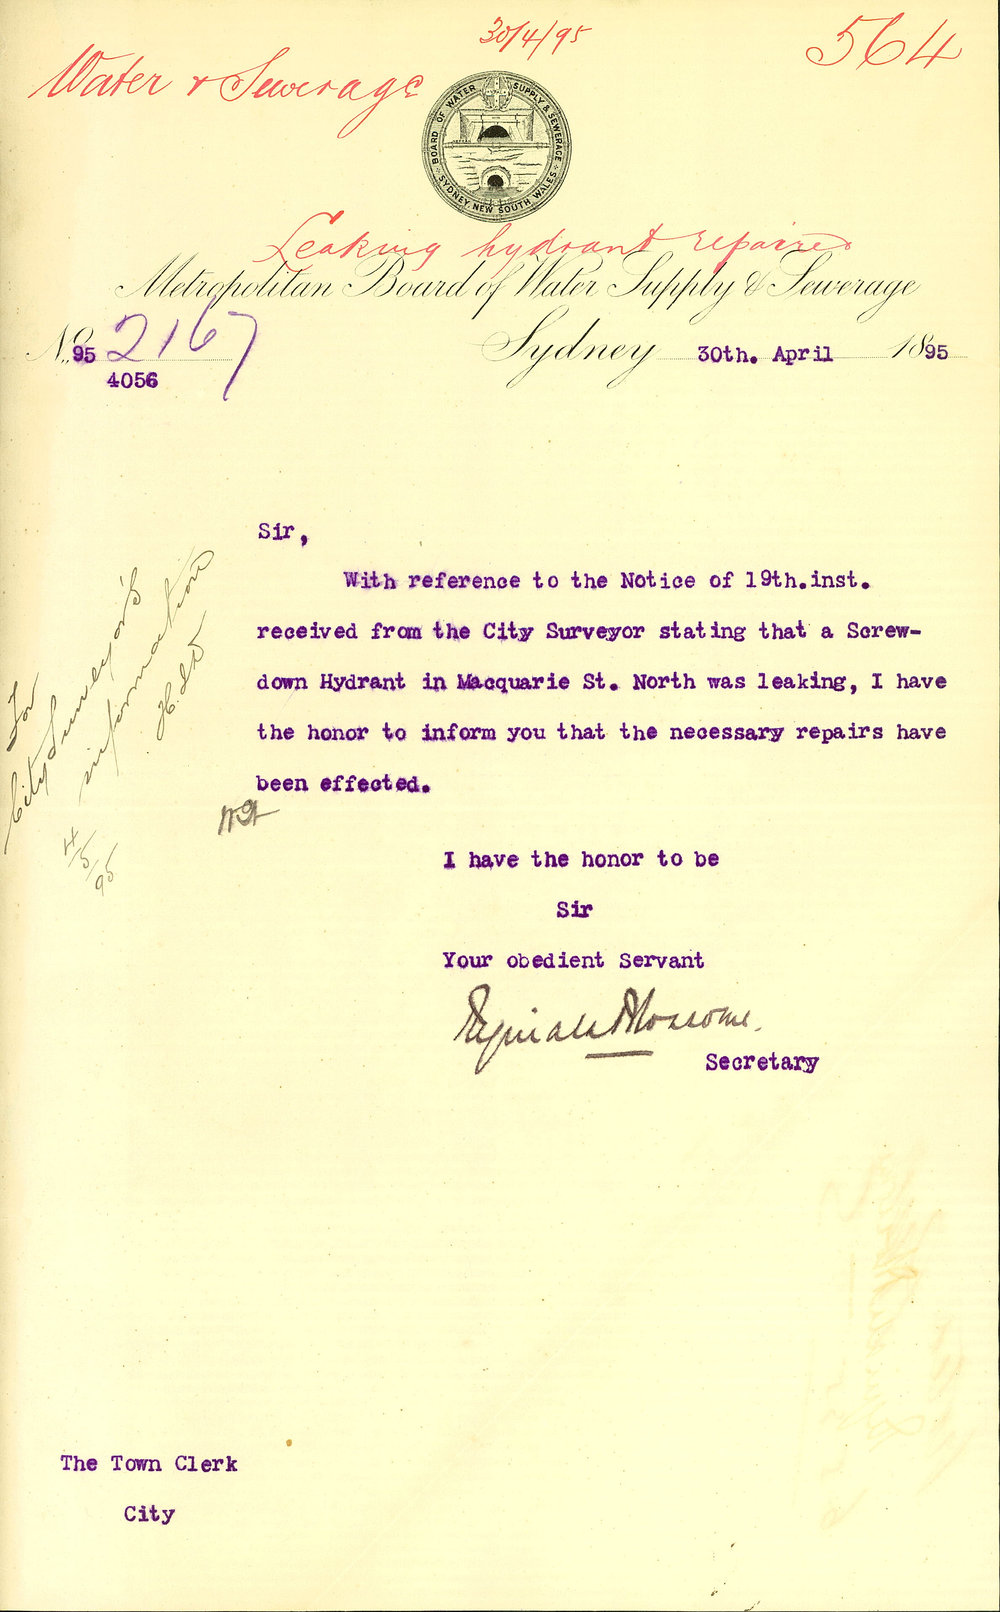 30/4/95
564
Water & Sewerage
BOARD OF WATER SUPPLY & SEWERAGE
SYDNEY, NEW SOUTH WALES
Leaking hydrant repaired
Metropolitan Board of Water Supply & Sewerage
No. 95 2167
4056
Sydney 30th. April 1895
Sir,
With reference to the Notice of 19th.inst.
received from the City Surveyor stating that a Screw-
down Hydrant in Macquarie St. North was leaking, I have
the honor to inform you that the necessary repairs have
been effected.
For
City Surveyor's
information
4/5/95
I have the honor to be
Sir
Your obedient Servant
Secretary
The Town Clerk
City